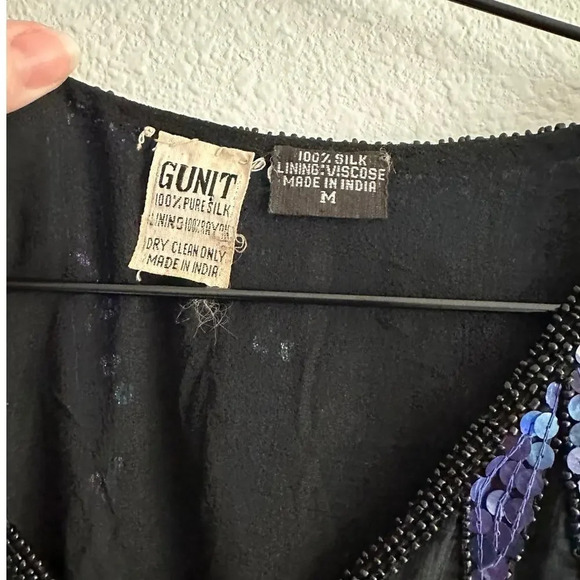 GUNIT
100% PURE SILK
LINING 100% RAYON
DRY CLEAN ONLY
MADE IN INDIA
100% SILK
LINING: VISCOSE
MADE IN INDIA
M